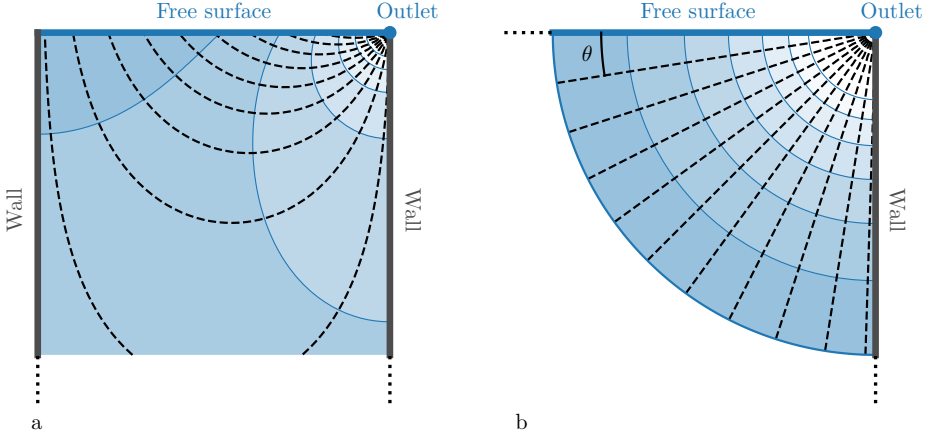 Free surface
Outlet
Wall
Wall
a
Free surface
Outlet
θ
Wall
b